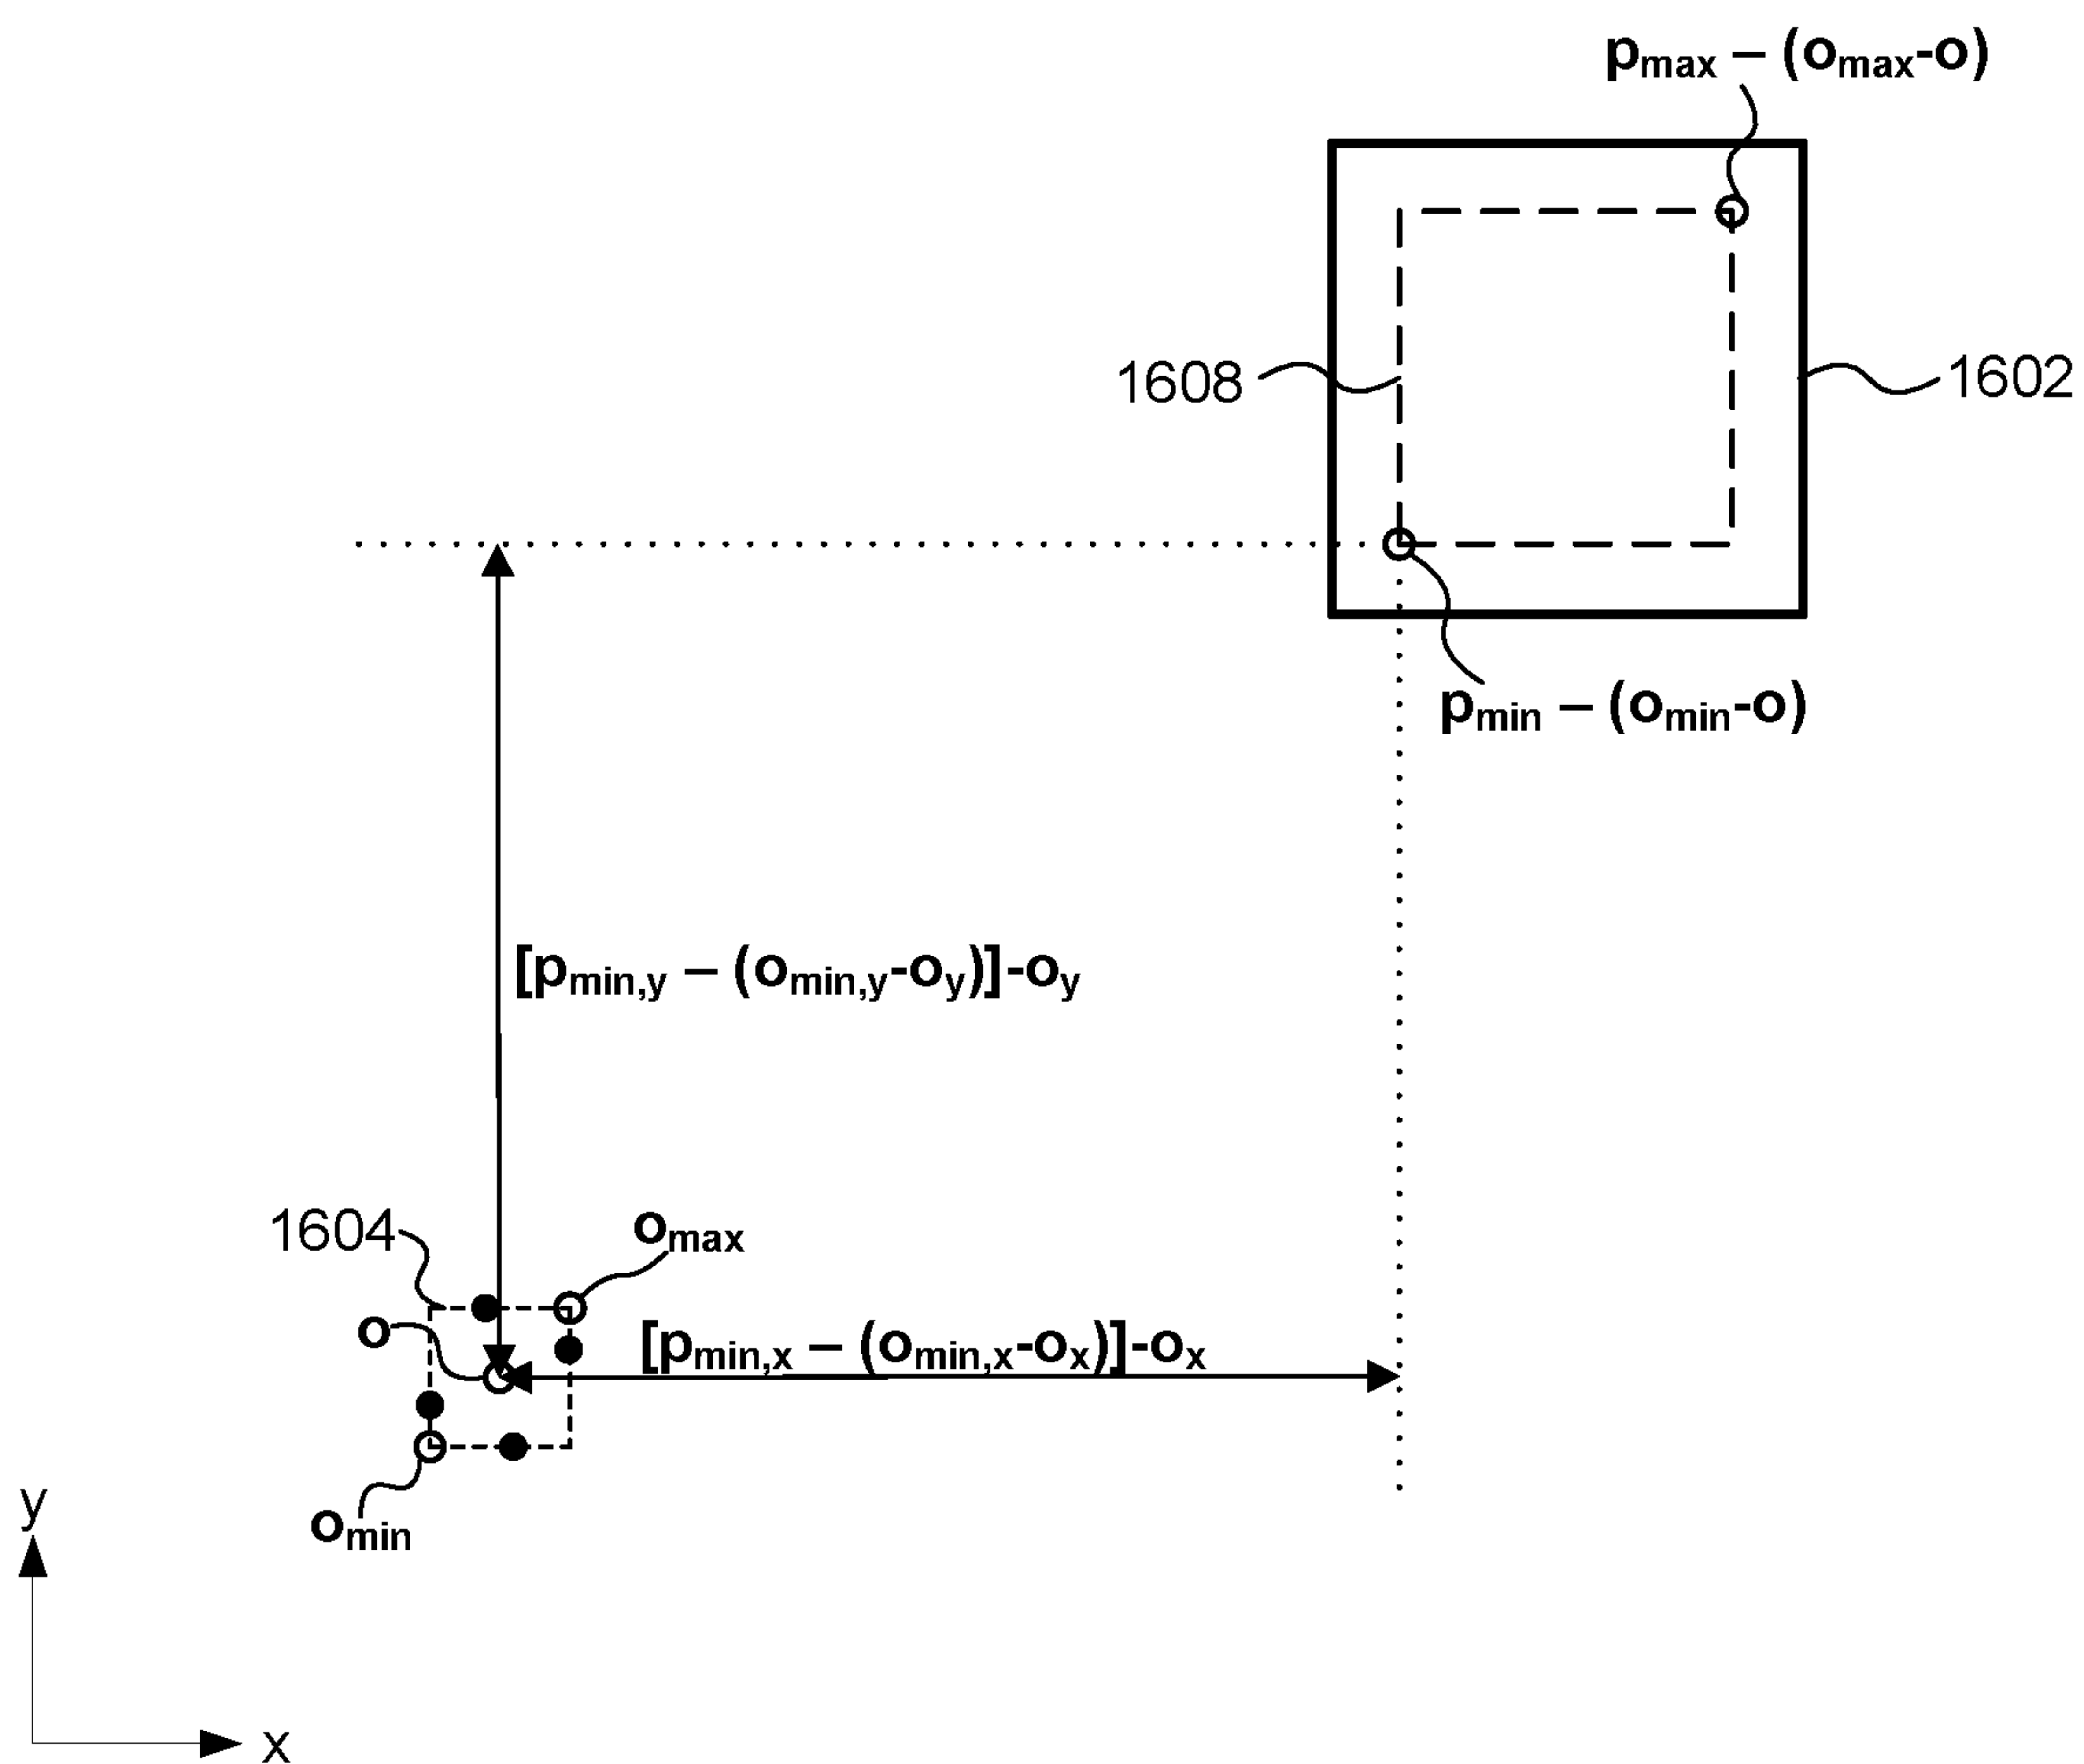 pmax – (omax-o)
1608
1602
pmin – (omin-o)
[pmin,y – (omin,y-oy)]-oy
1604
omax
o
[pmin,x – (omin,x-ox)]-ox
omin
y
x